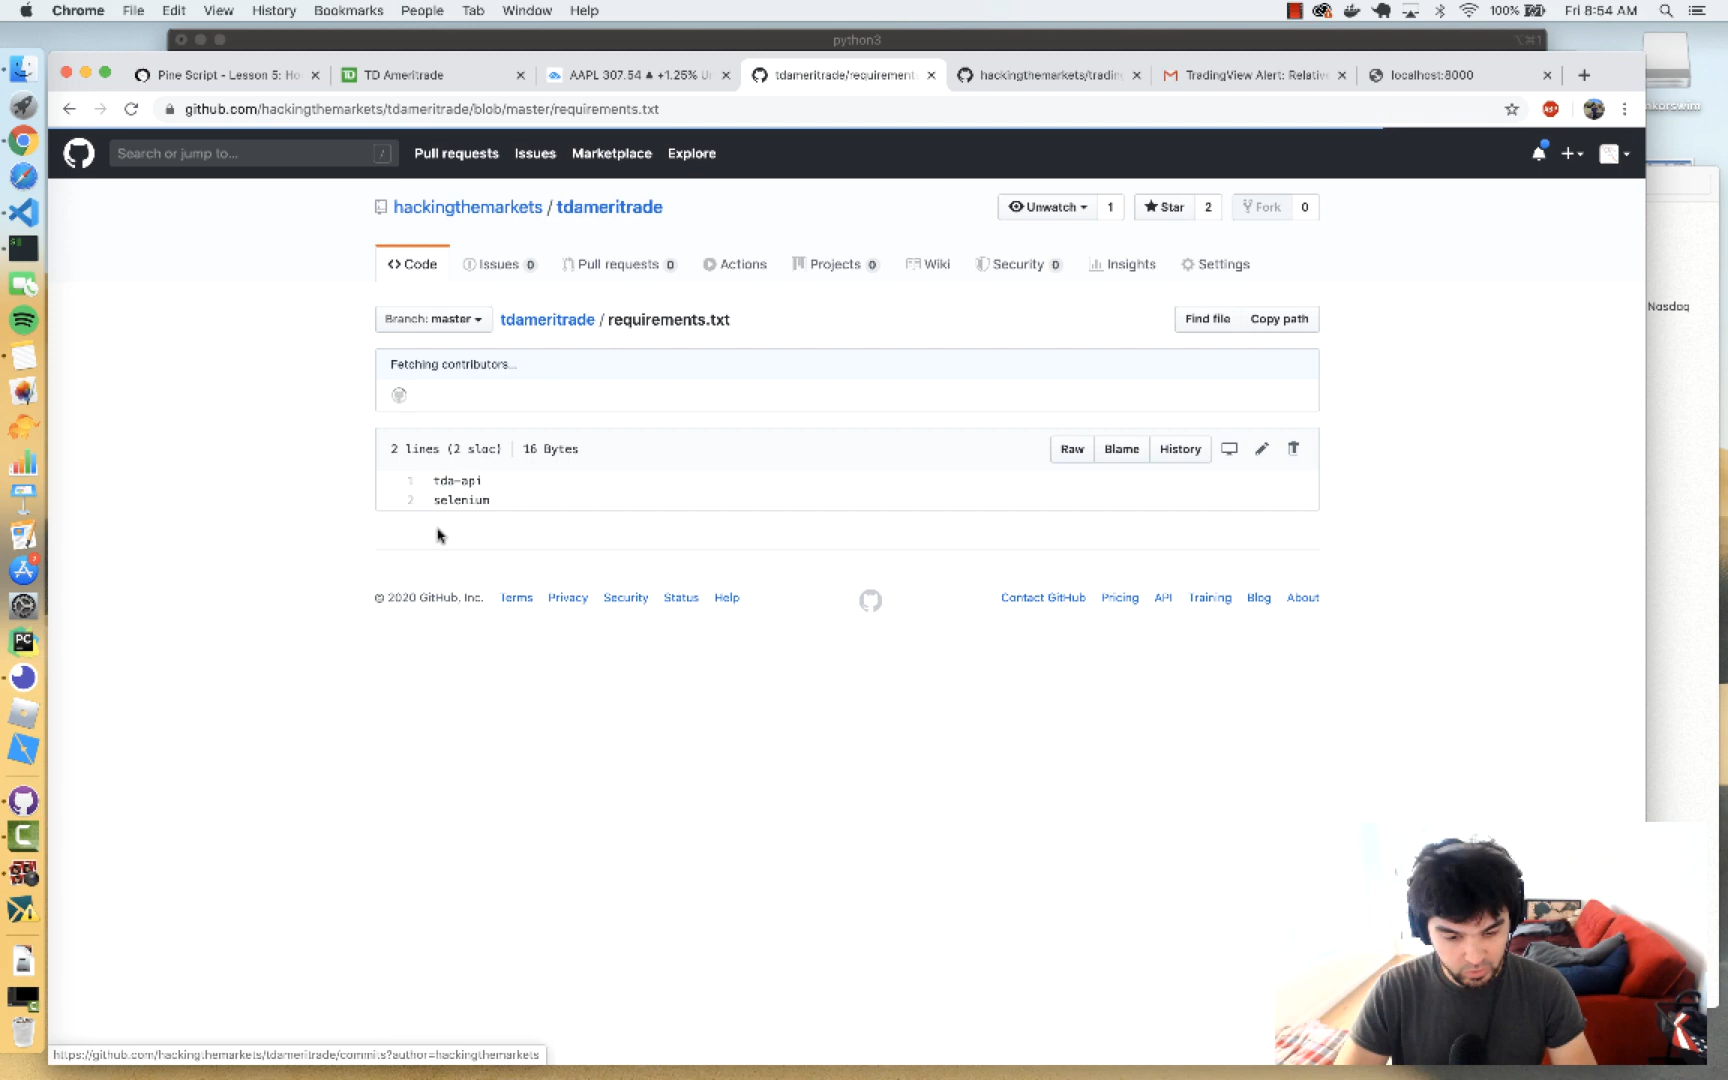 Chrome File Edit View History Bookmarks People Tab Window Help
100% Fri 8:54 AM
python3
Pine Script - Lesson 5: Ho
TD Ameritrade
AAPL 307.54 ▲ +1.25%
tdameritrade/requirement
hackingthemarkets/trading
TradingView Alert: Relativ
localhost:8000
github.com/hackingthemarkets/tdameritrade/blob/master/requirements.txt
Search or jump to... /
Pull requests Issues Marketplace Explore
hackingthemarkets / tdameritrade
Unwatch 1 Star 2 Fork 0
Code Issues 0 Pull requests 0 Actions Projects 0 Wiki Security 0 Insights Settings
Nasdaq
Branch: master tdameritrade / requirements.txt
Find file Copy path
Fetching contributors…
2 lines (2 sloc) 16 Bytes
Raw Blame History
1 tda-api
2 selenium
© 2020 GitHub, Inc. Terms Privacy Security Status Help
Contact GitHub Pricing API Training Blog About
PC
https://github.com/hackingthemarkets/tdameritrade/commits?author=hackingthemarkets